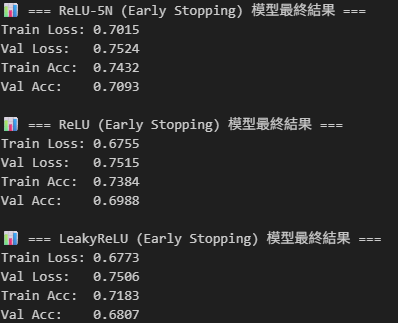 📊 === ReLU-5N (Early Stopping) 模型最終結果 ===
Train Loss: 0.7015
Val Loss:   0.7524
Train Acc:  0.7432
Val Acc:    0.7093
📊 === ReLU (Early Stopping) 模型最終結果 ===
Train Loss: 0.6755
Val Loss:   0.7515
Train Acc:  0.7384
Val Acc:    0.6988
📊 === LeakyReLU (Early Stopping) 模型最終結果 ===
Train Loss: 0.6773
Val Loss:   0.7506
Train Acc:  0.7183
Val Acc:    0.6807